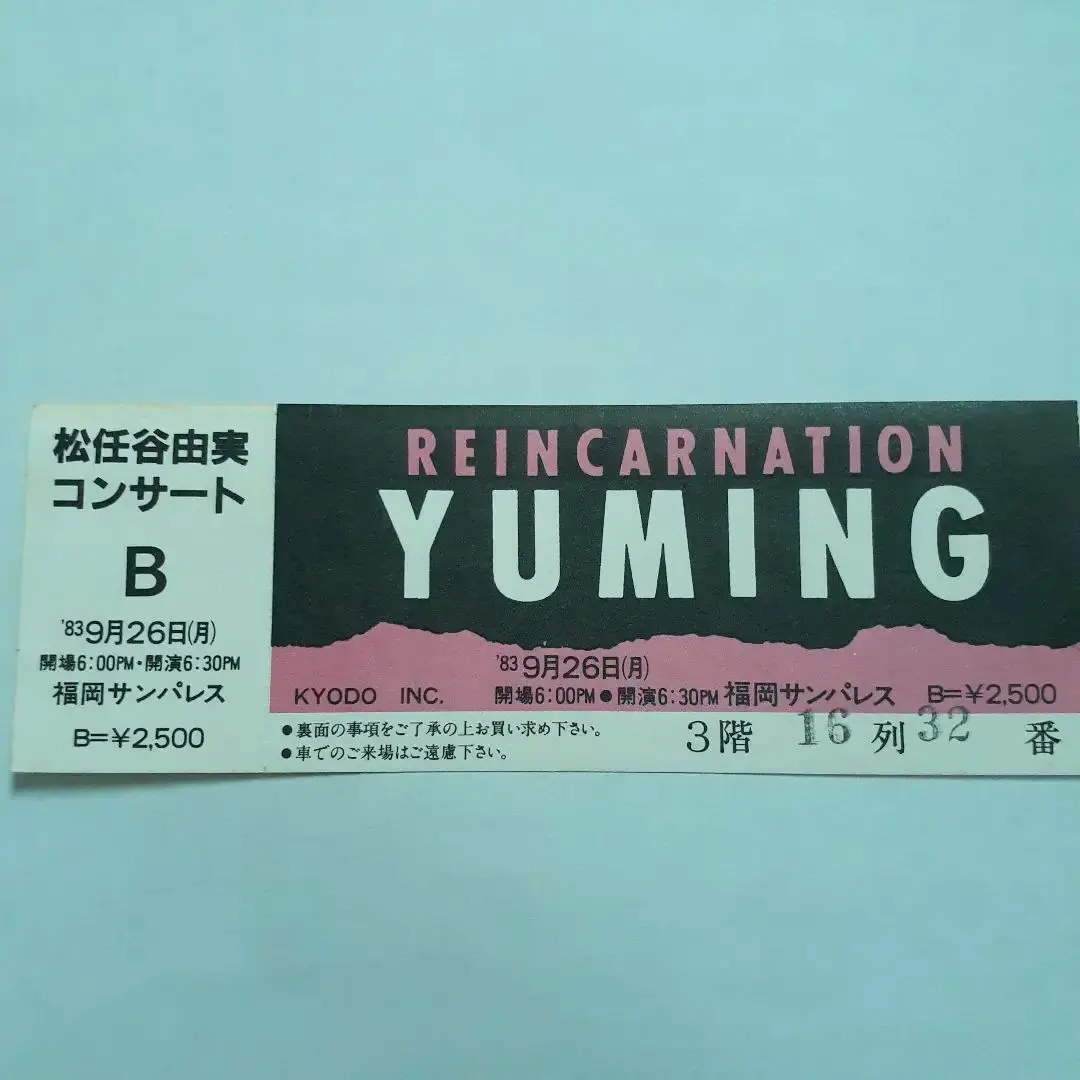 松任谷由実
コンサート
B
'83 9月26日(月)
開場6:00PM・開演6:30PM
福岡サンパレス
B=¥2,500
REINCARNATION
YUMING
'83 9月26日(月)
KYODO INC. 開場6:00PM●開演6:30PM 福岡サンパレス B=¥2,500
●裏面の事項をご了承の上お買い求め下さい。
●車でのご来場はご遠慮下さい。
3階 16 列 32 番